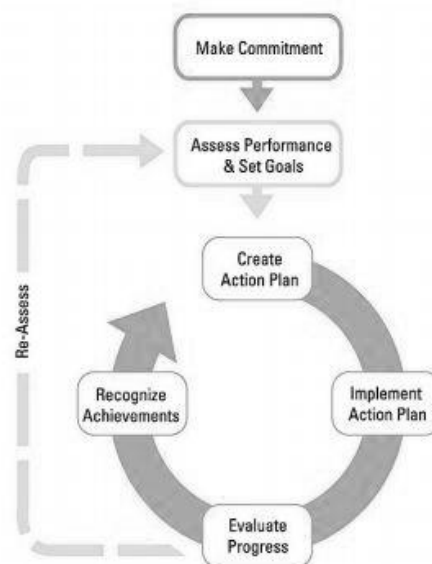 Make Commitment
Assess Performance
& Set Goals
Create
Action Plan
Implement
Action Plan
Evaluate
Progress
Recognize
Achievements
Re-Assess